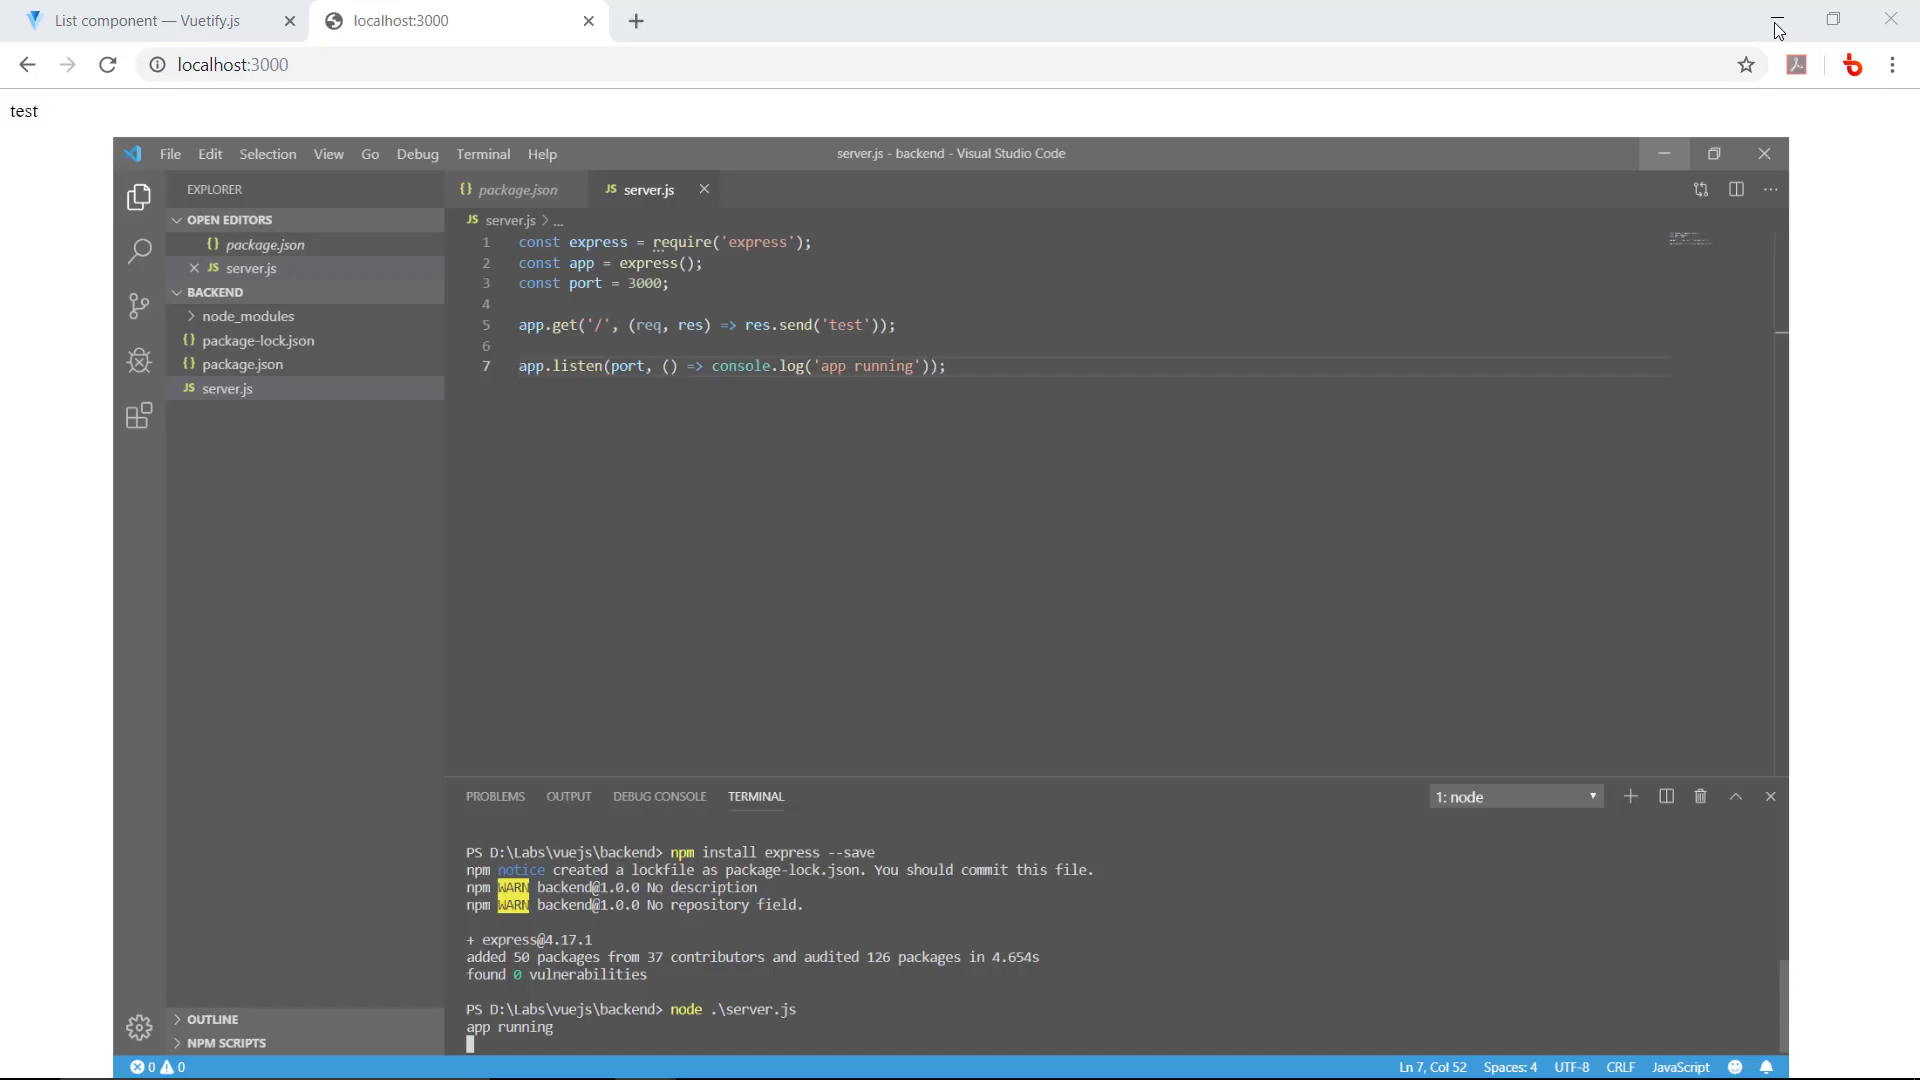 List component — Vuetify.js
localhost:3000
localhost:3000
test
File Edit Selection View Go Debug Terminal Help
server.js - backend - Visual Studio Code
EXPLORER
OPEN EDITORS
package.json
server.js
BACKEND
node_modules
package-lock.json
package.json
server.js
OUTLINE
NPM SCRIPTS
package.json
server.js
server.js > ...
1 const express = require('express');
2 const app = express();
3 const port = 3000;
4
5 app.get('/', (req, res) => res.send('test'));
6
7 app.listen(port, () => console.log('app running'));
PROBLEMS OUTPUT DEBUG CONSOLE TERMINAL
1: node
PS D:\Labs\vuejs\backend> npm install express --save
npm notice created a lockfile as package-lock.json. You should commit this file.
npm WARN backend@1.0.0 No description
npm WARN backend@1.0.0 No repository field.
+ express@4.17.1
added 50 packages from 37 contributors and audited 126 packages in 4.654s
found 0 vulnerabilities
PS D:\Labs\vuejs\backend> node .\server.js
app running
0 0
Ln 7, Col 52 Spaces: 4 UTF-8 CRLF JavaScript